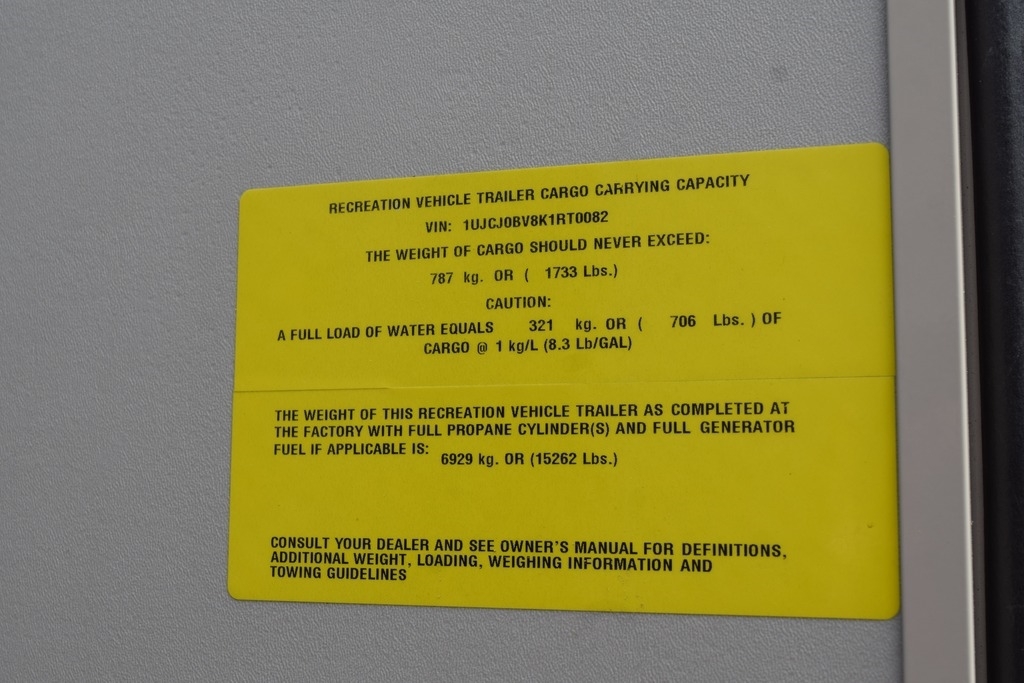 RECREATION VEHICLE TRAILER CARGO CARRYING CAPACITY
VIN: 1UJCJ0BV8K1RT0082
THE WEIGHT OF CARGO SHOULD NEVER EXCEED:
787 kg. OR ( 1733 Lbs.)
CAUTION:
A FULL LOAD OF WATER EQUALS 321 kg. OR ( 706 Lbs. ) OF
CARGO @ 1 kg/L (8.3 Lb/GAL)
THE WEIGHT OF THIS RECREATION VEHICLE TRAILER AS COMPLETED AT
THE FACTORY WITH FULL PROPANE CYLINDER(S) AND FULL GENERATOR
FUEL IF APPLICABLE IS:
6929 kg. OR (15262 Lbs.)
CONSULT YOUR DEALER AND SEE OWNER'S MANUAL FOR DEFINITIONS,
ADDITIONAL WEIGHT, LOADING, WEIGHING INFORMATION AND
TOWING GUIDELINES